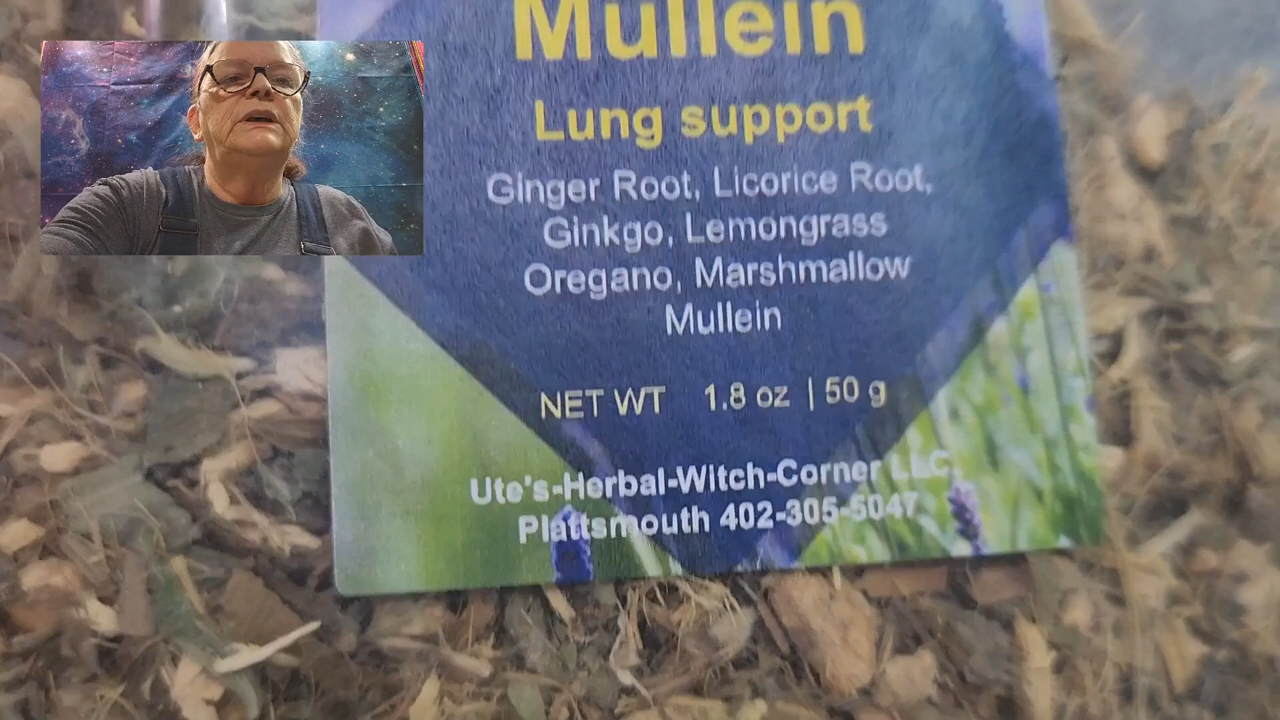 Mullein
Lung support
Ginger Root, Licorice Root,
Ginkgo, Lemongrass
Oregano, Marshmallow
Mullein
NET WT 1.8 oz | 50 g
Ute's-Herbal-Witch-Corner LLC,
Plattsmouth 402-305-5047